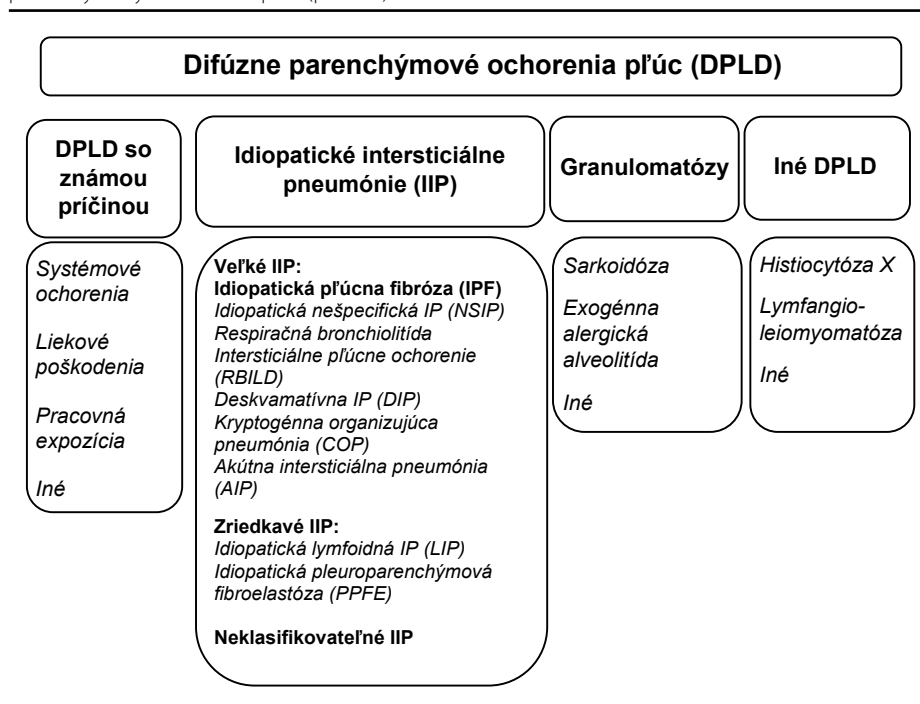 Difúzne parenchýmové ochorenia pľúc (DPLD)
DPLD so
známou
príčinou
Systémové
ochorenia
Liekové
poškodenia
Pracovná
expozícia
Iné
Idiopatické intersticiálne
pneumónie (IIP)
Veľké IIP:
Idiopatická pľúcna fibróza (IPF)
Idiopatická nešpecifická IP (NSIP)
Respiračná bronchiolitída
Intersticiálne pľúcne ochorenie
(RBILD)
Deskvamatívna IP (DIP)
Kryptogénna organizujúca
pneumónia (COP)
Akútna intersticiálna pneumónia
(AIP)
Zriedkavé IIP:
Idiopatická lymfoidná IP (LIP)
Idiopatická pleuroparenchýmová
fibroelastóza (PPFE)
Neklasifikovateľné IIP
Granulomatózy
Sarkoidóza
Exogénna
alergická
alveolitída
Iné
Iné DPLD
Histiocytóza X
Lymfangio-
leiomyomatóza
Iné